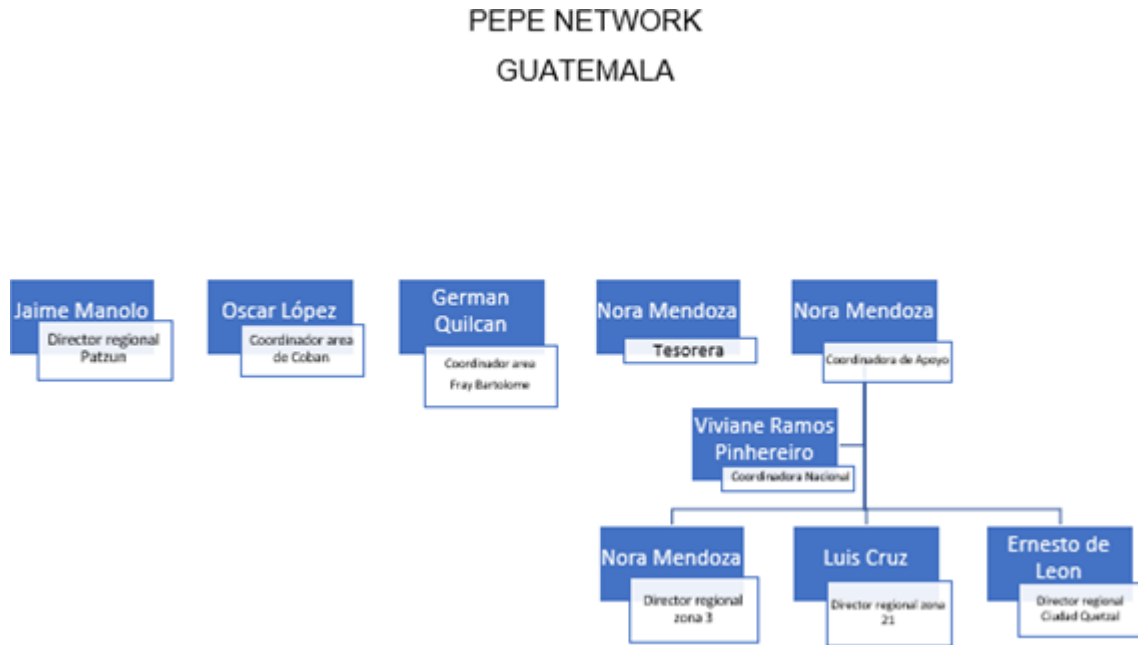 PEPE NETWORK
GUATEMALA
Jaime Manolo
Director regional
Patzun
Oscar López
Coordinador area
de Coban
German
Quilcan
Coordinador area
Fray Bartolome
Nora Mendoza
Tesorera
Nora Mendoza
Coordinadora de Apoyo
Viviane Ramos
Pinhereiro
Coordinadora Nacional
Nora Mendoza
Director regional
zona 3
Luis Cruz
Director regional zona
21
Ernesto de
Leon
Director regional
Ciudad Quetzal